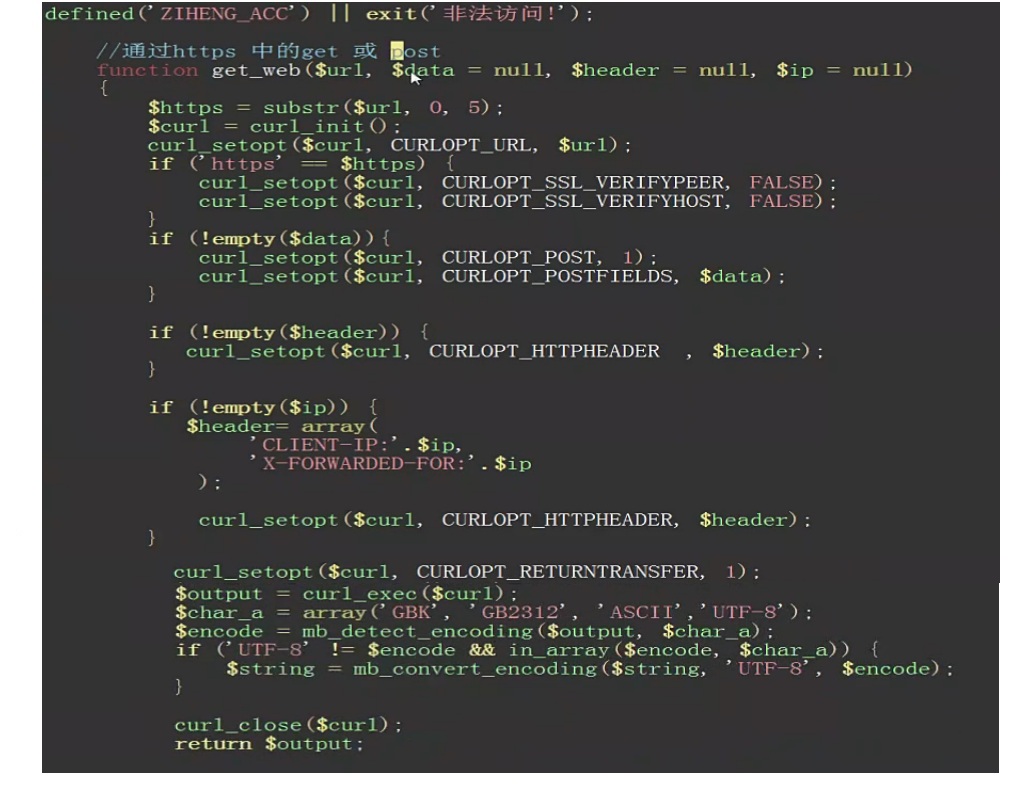 defined('ZIHENG_ACC') || exit('非法访问!');
//通过https 中的get 或 post
function get_web($url, $data = null, $header = null, $ip = null)
{
$https = substr($url, 0, 5);
$curl = curl_init();
curl_setopt($curl, CURLOPT_URL, $url);
if ('https' == $https) {
curl_setopt($curl, CURLOPT_SSL_VERIFYPEER, FALSE);
curl_setopt($curl, CURLOPT_SSL_VERIFYHOST, FALSE);
}
if (!empty($data)){
curl_setopt($curl, CURLOPT_POST, 1);
curl_setopt($curl, CURLOPT_POSTFIELDS, $data);
}
if (!empty($header)) {
curl_setopt($curl, CURLOPT_HTTPHEADER , $header);
}
if (!empty($ip)) {
$header= array(
'CLIENT-IP:'.$ip,
'X-FORWARDED-FOR:'.$ip
);
curl_setopt($curl, CURLOPT_HTTPHEADER, $header);
}
curl_setopt($curl, CURLOPT_RETURNTRANSFER, 1);
$output = curl_exec($curl);
$char_a = array('GBK', 'GB2312', 'ASCII','UTF-8');
$encode = mb_detect_encoding($output, $char_a);
if ('UTF-8' != $encode && in_array($encode, $char_a)) {
$string = mb_convert_encoding($string, 'UTF-8', $encode);
}
curl_close($curl);
return $output;